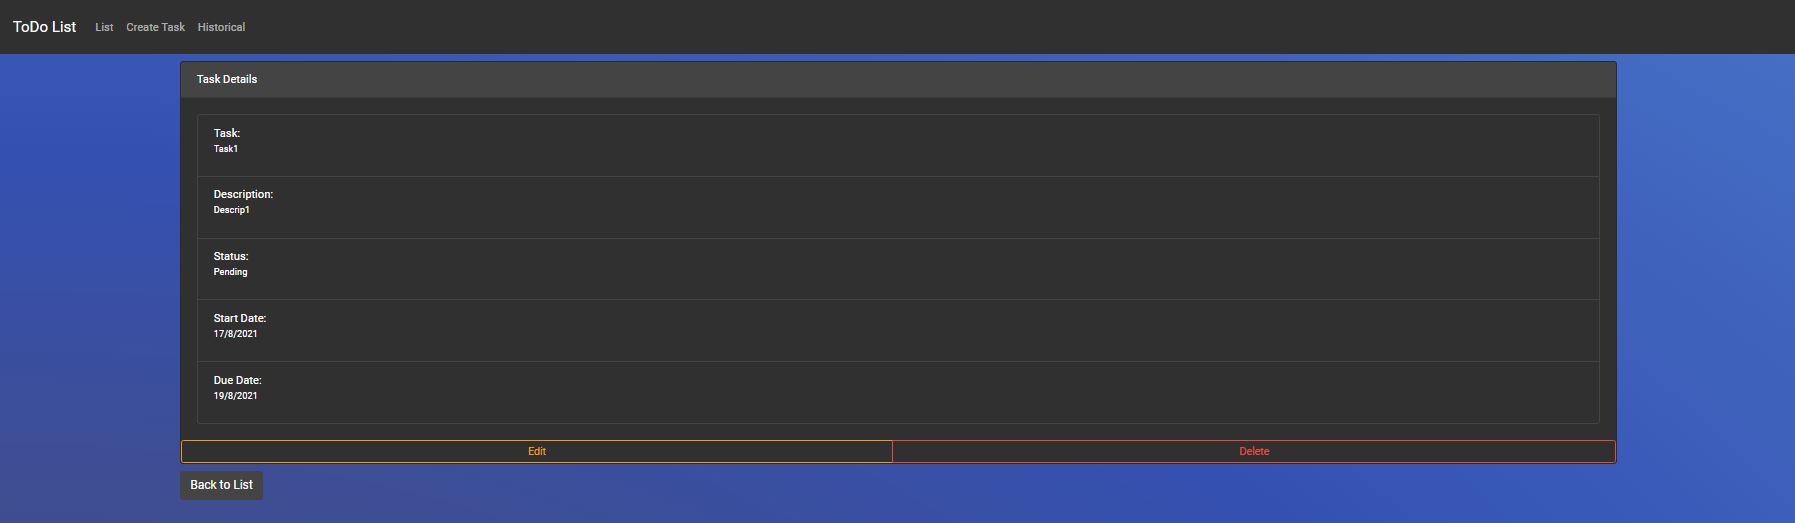 ToDo List List Create Task Historical
Task Details
Task:
Task1
Description:
Descrip1
Status:
Pending
Start Date:
17/8/2021
Due Date:
19/8/2021
Edit Delete
Back to List